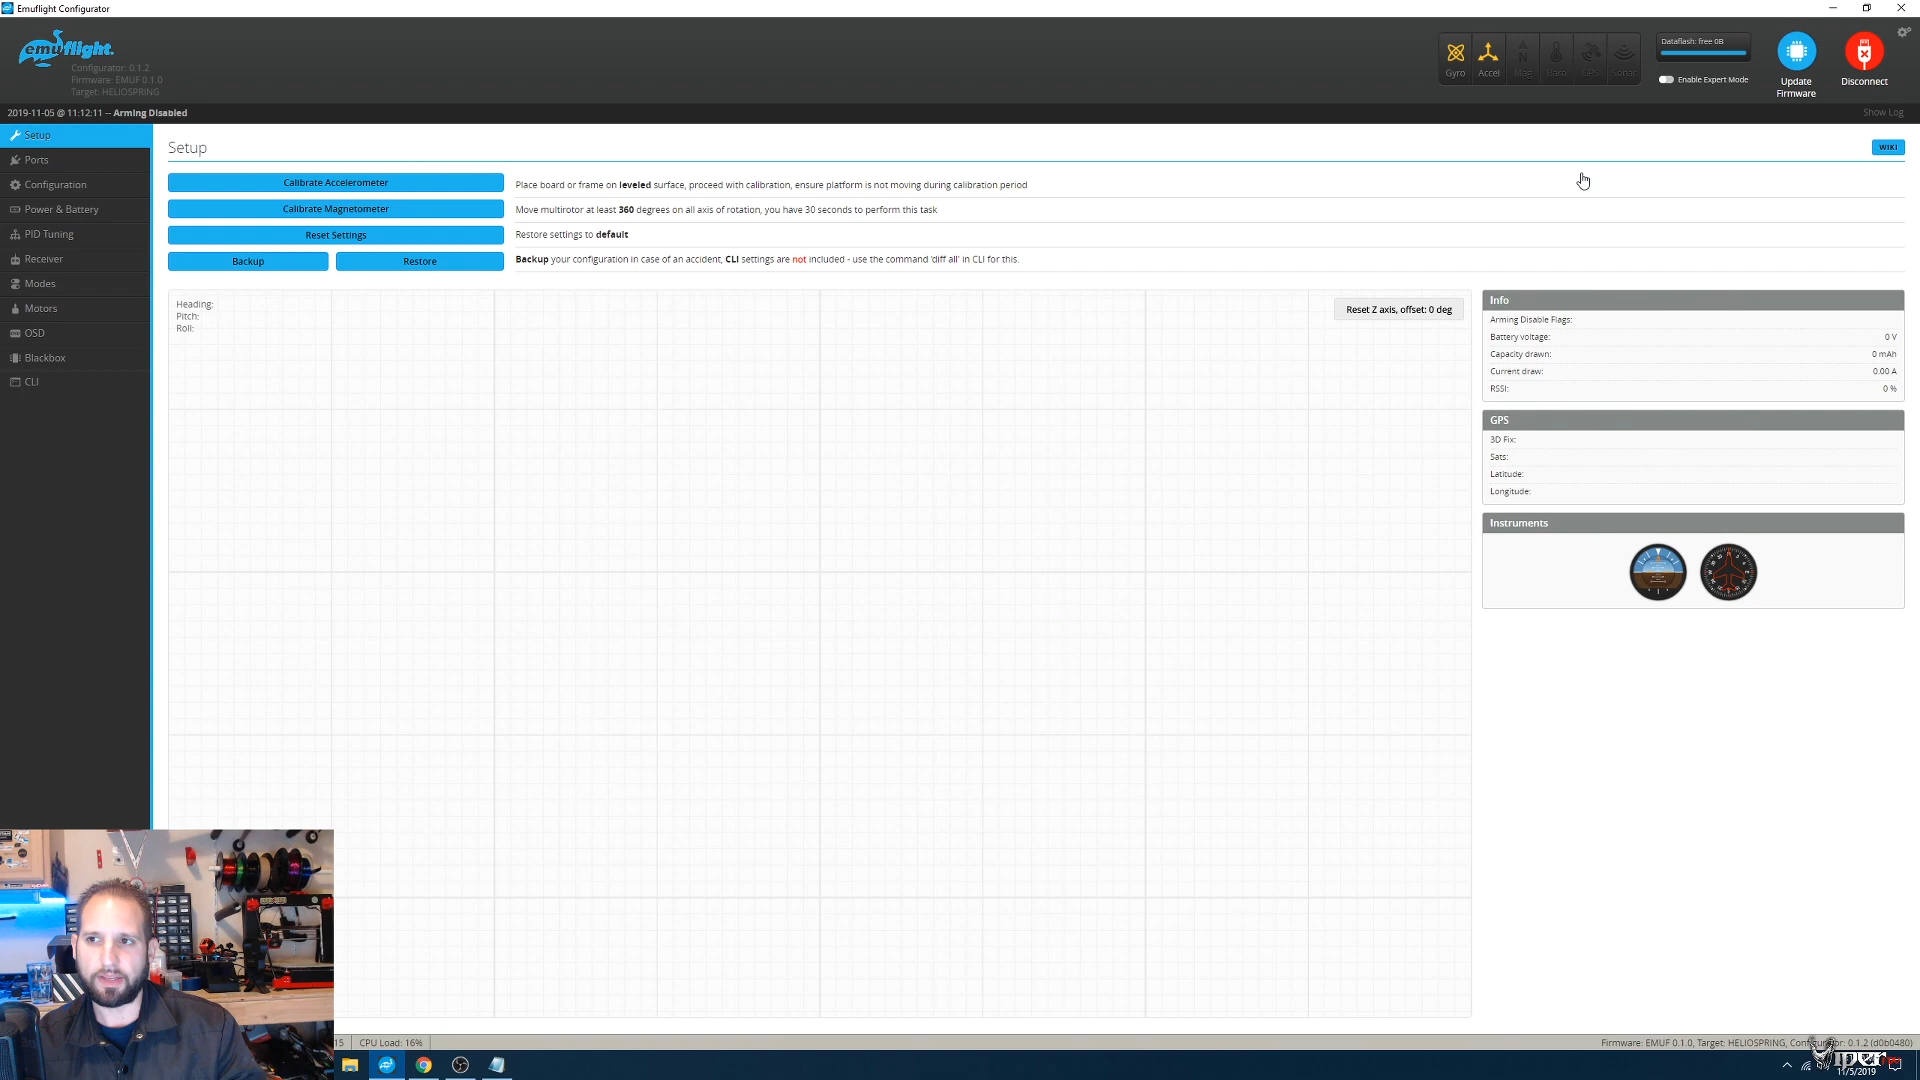 Emuflight Configurator
emuflight.
Configurator: 0.1.2
Firmware: EMUF 0.1.0
Target: HELIOSPRING
Gyro
Accel
Mag
Baro
GPS
Sonar
Dataflash: free 0B
Enable Expert Mode
Update
Firmware
Disconnect
2019-11-05 @ 11:12:11 -- Arming Disabled
Show Log
Setup
Ports
Configuration
Power & Battery
PID Tuning
Receiver
Modes
Motors
OSD
Blackbox
CLI
Setup
WIKI
Calibrate Accelerometer
Place board or frame on leveled surface, proceed with calibration, ensure platform is not moving during calibration period
Calibrate Magnetometer
Move multirotor at least 360 degrees on all axis of rotation, you have 30 seconds to perform this task
Reset Settings
Restore settings to default
Backup
Restore
Backup your configuration in case of an accident, CLI settings are not included - use the command 'diff all' in CLI for this.
Heading:
Pitch:
Roll:
Reset Z axis, offset: 0 deg
Info
Arming Disable Flags:
Battery voltage: 0 V
Capacity drawn: 0 mAh
Current draw: 0.00 A
RSSI: 0 %
GPS
3D Fix:
Sats:
Latitude:
Longitude:
Instruments
15
CPU Load: 16%
Firmware: EMUF 0.1.0, Target: HELIOSPRING, Configurator: 0.1.2 (d0b0480)
11/5/2019